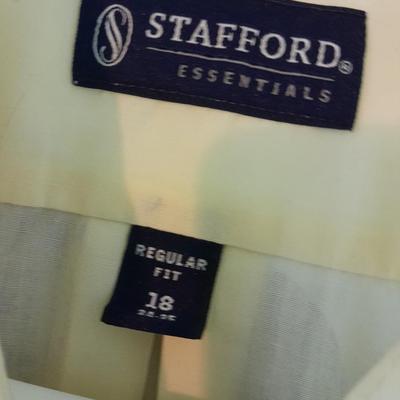 STAFFORD®
ESSENTIALS
REGULAR
FIT
18